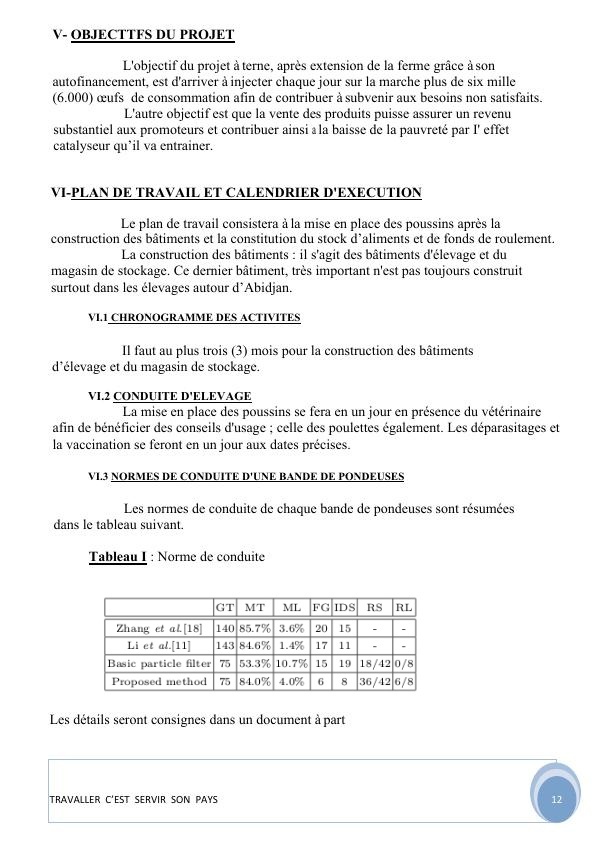 V- OBJECTTFS DU PROJET
L'objectif du projet à terne, après extension de la ferme grâce à son
autofinancement, est d'arriver à injecter chaque jour sur la marche plus de six mille
(6.000) œufs de consommation afin de contribuer à subvenir aux besoins non satisfaits.
L'autre objectif est que la vente des produits puisse assurer un revenu
substantiel aux promoteurs et contribuer ainsi à la baisse de la pauvreté par I' effet
catalyseur qu'il va entrainer.
VI-PLAN DE TRAVAIL ET CALENDRIER D'EXECUTION
Le plan de travail consistera à la mise en place des poussins après la
construction des bâtiments et la constitution du stock d'aliments et de fonds de roulement.
La construction des bâtiments : il s'agit des bâtiments d'élevage et du
magasin de stockage. Ce dernier bâtiment, très important n'est pas toujours construit
surtout dans les élevages autour d'Abidjan.
VI.1 CHRONOGRAMME DES ACTIVITES
Il faut au plus trois (3) mois pour la construction des bâtiments
d'élevage et du magasin de stockage.
VI.2 CONDUITE D'ELEVAGE
La mise en place des poussins se fera en un jour en présence du vétérinaire
afin de bénéficier des conseils d'usage ; celle des poulettes également. Les déparasitages et
la vaccination se feront en un jour aux dates précises.
VI.3 NORMES DE CONDUITE D'UNE BANDE DE PONDEUSES
Les normes de conduite de chaque bande de pondeuses sont résumées
dans le tableau suivant.
Tableau I : Norme de conduite
GT MT ML FG IDS RS RL
Zhang et al.[18] 140 85.7% 3.6% 20 15 - -
Li et al.[11] 143 84.6% 1.4% 17 11 - -
Basic particle filter 75 53.3% 10.7% 15 19 18/42 0/8
Proposed method 75 84.0% 4.0% 6 8 36/42 6/8
Les détails seront consignes dans un document à part
TRAVALLER C'EST SERVIR SON PAYS
12